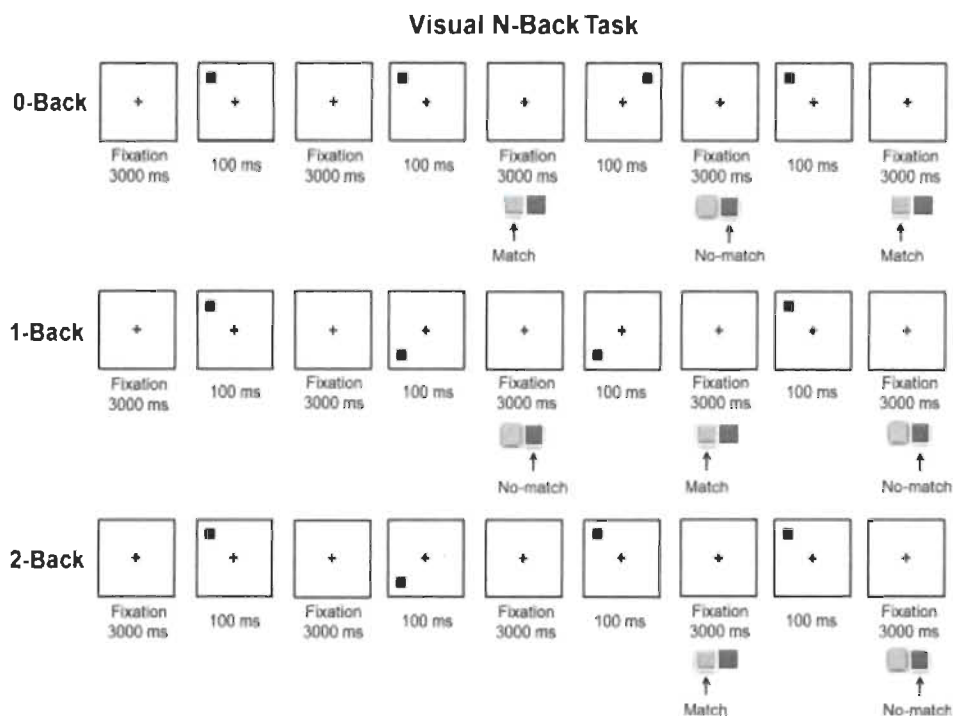 Visual N-Back Task
0-Back
Fixation 100 ms Fixation 100 ms Fixation 100 ms Fixation 100 ms Fixation
3000 ms 3000 ms 3000 ms 3000 ms 3000 ms
Match No-match Match
1-Back
Fixation 100 ms Fixation 100 ms Fixation 100 ms Fixation 100 ms Fixation
3000 ms 3000 ms 3000 ms 3000 ms 3000 ms
No-match Match No-match
2-Back
Fixation 100 ms Fixation 100 ms Fixation 100 ms Fixation 100 ms Fixation
3000 ms 3000 ms 3000 ms 3000 ms 3000 ms
Match No-match